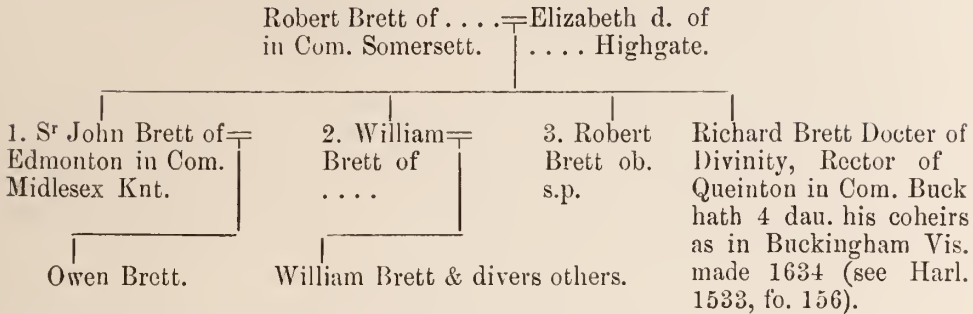 Robert Brett of . . . . Elizabeth d. of
in Com. Somersett. . . . . Highgate.
1. Sr John Brett of
Edmonton in Com.
Midlesex Knt.
2. William
Brett of
. . . .
3. Robert
Brett ob.
s.p.
Richard Brett Docter of
Divinity, Rector of
Queinton in Com. Buck
hath 4 dau. his coheirs
as in Buckingham Vis.
made 1634 (see Harl.
1533, fo. 156).
Owen Brett.
William Brett & divers others.